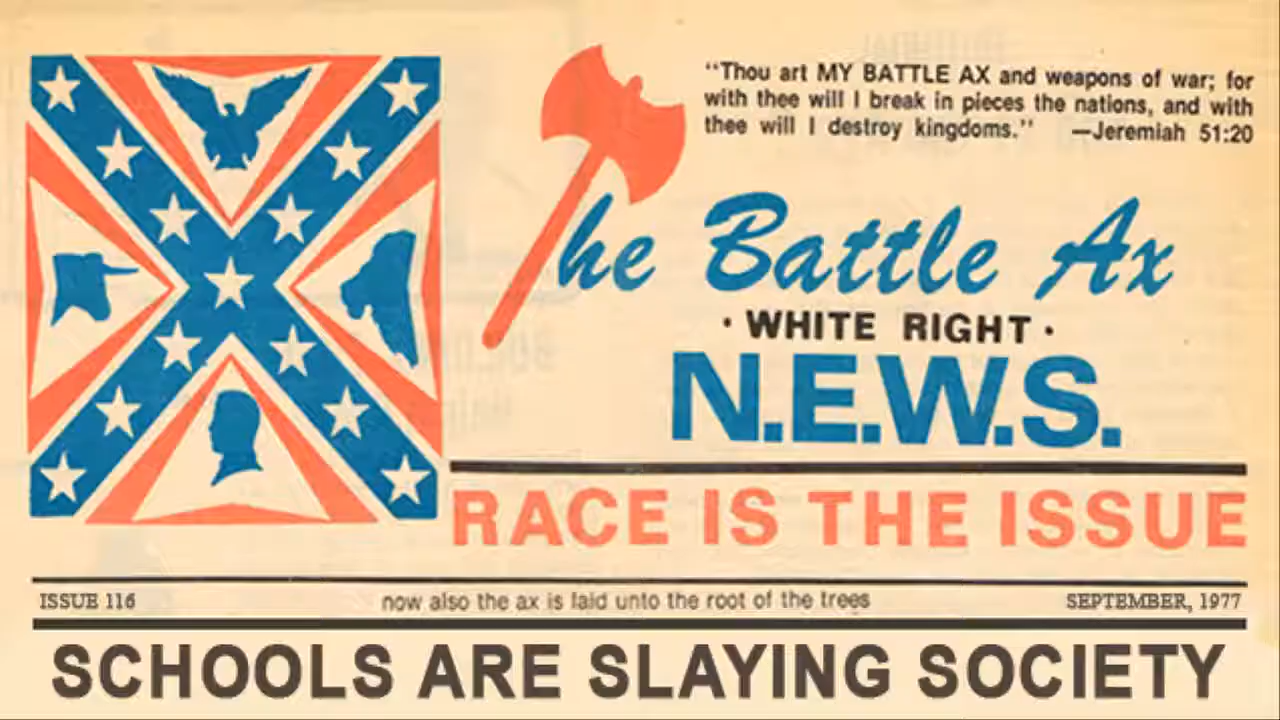 “Thou art MY BATTLE AX and weapons of war; for
with thee will I break in pieces the nations, and with
thee will I destroy kingdoms.” —Jeremiah 51:20
The Battle Ax
· WHITE RIGHT ·
N.E.W.S.
RACE IS THE ISSUE
ISSUE 116 now also the ax is laid unto the root of the trees SEPTEMBER, 1977
SCHOOLS ARE SLAYING SOCIETY